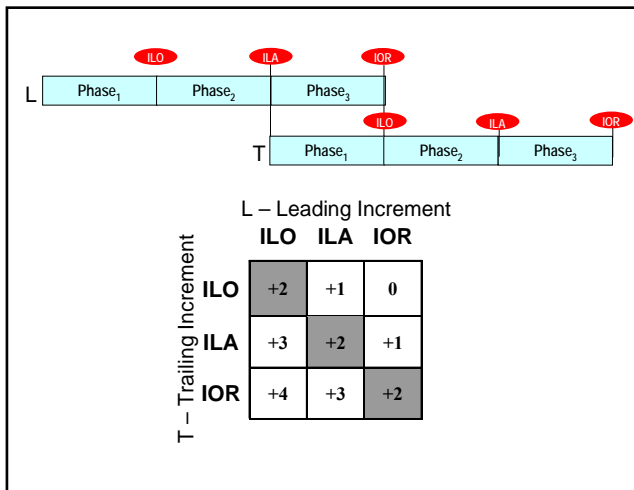 ILO ILA IOR
L Phase₁ Phase₂ Phase₃
ILO ILA IOR
T Phase₁ Phase₂ Phase₃
L – Leading Increment
ILO ILA IOR
T – Trailing Increment
ILO +2 +1 0
ILA +3 +2 +1
IOR +4 +3 +2